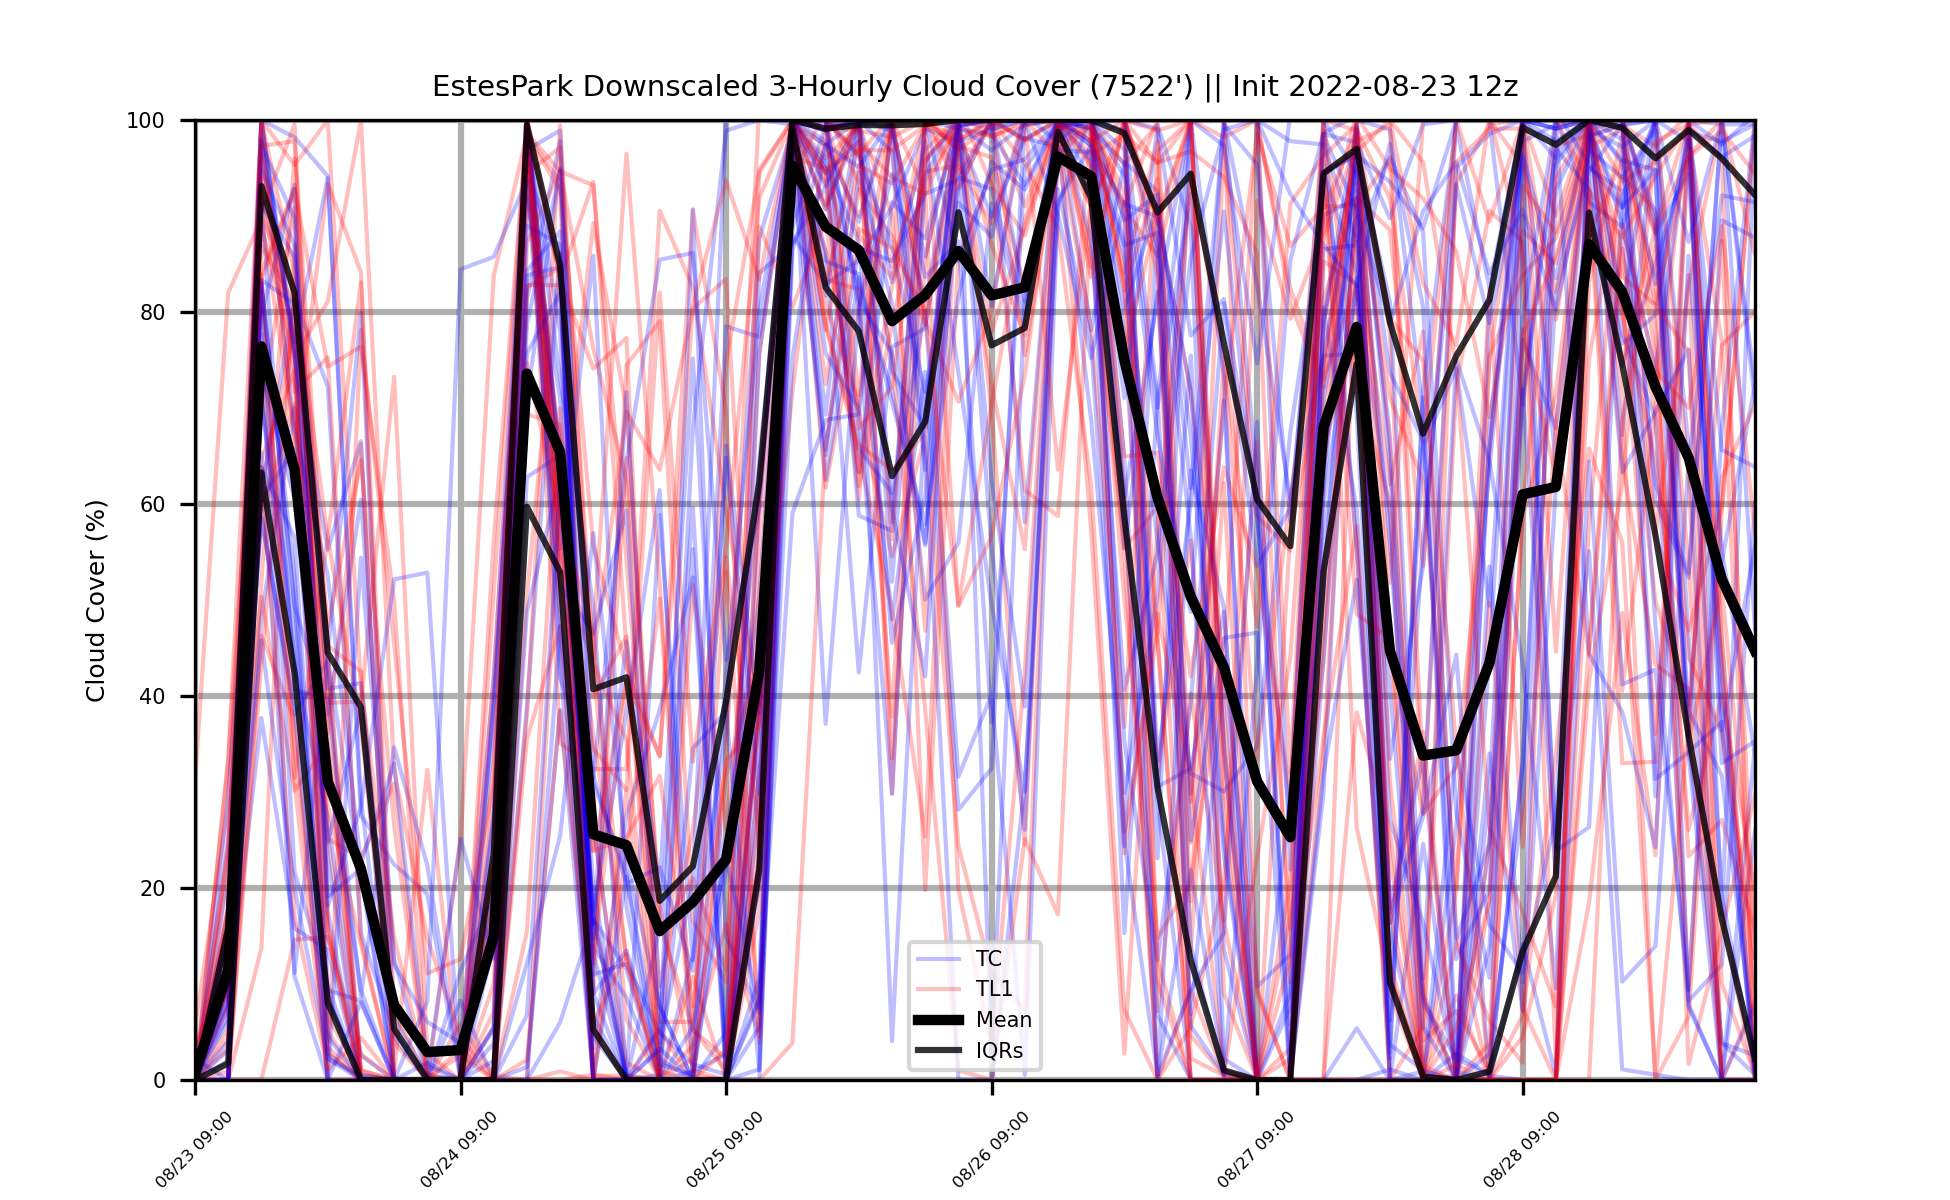 EstesPark Downscaled 3-Hourly Cloud Cover (7522') || Init 2022-08-23 12z
Cloud Cover (%)
100
80
60
40
20
0
TC
TL1
Mean
IQRs
08/23 09:00
08/24 09:00
08/25 09:00
08/26 09:00
08/27 09:00
08/28 09:00